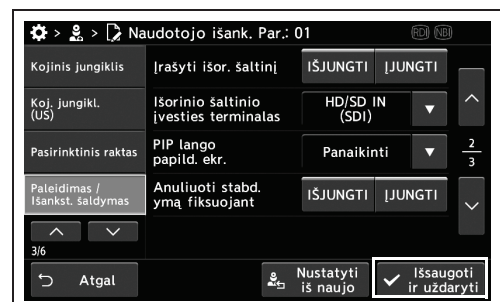 > > Naudotojo išank. Par.: 01 RDI NBI
Kojinis jungiklis
Įrašyti išor. šaltinį
IŠJUNGTI ĮJUNGTI
Koj. jungikl.
(US)
Išorinio šaltinio
įvesties terminalas
HD/SD IN
(SDI)
▼
Pasirinktinis raktas
PIP lango
papild. ekr.
Panaikinti
▼
2
3
Paleidimas /
Išankst. šaldymas
Anuliuoti stabd.
ymą fiksuojant
IŠJUNGTI ĮJUNGTI
3/6
Atgal
Nustatyti
iš naujo
Išsaugoti
ir uždaryti